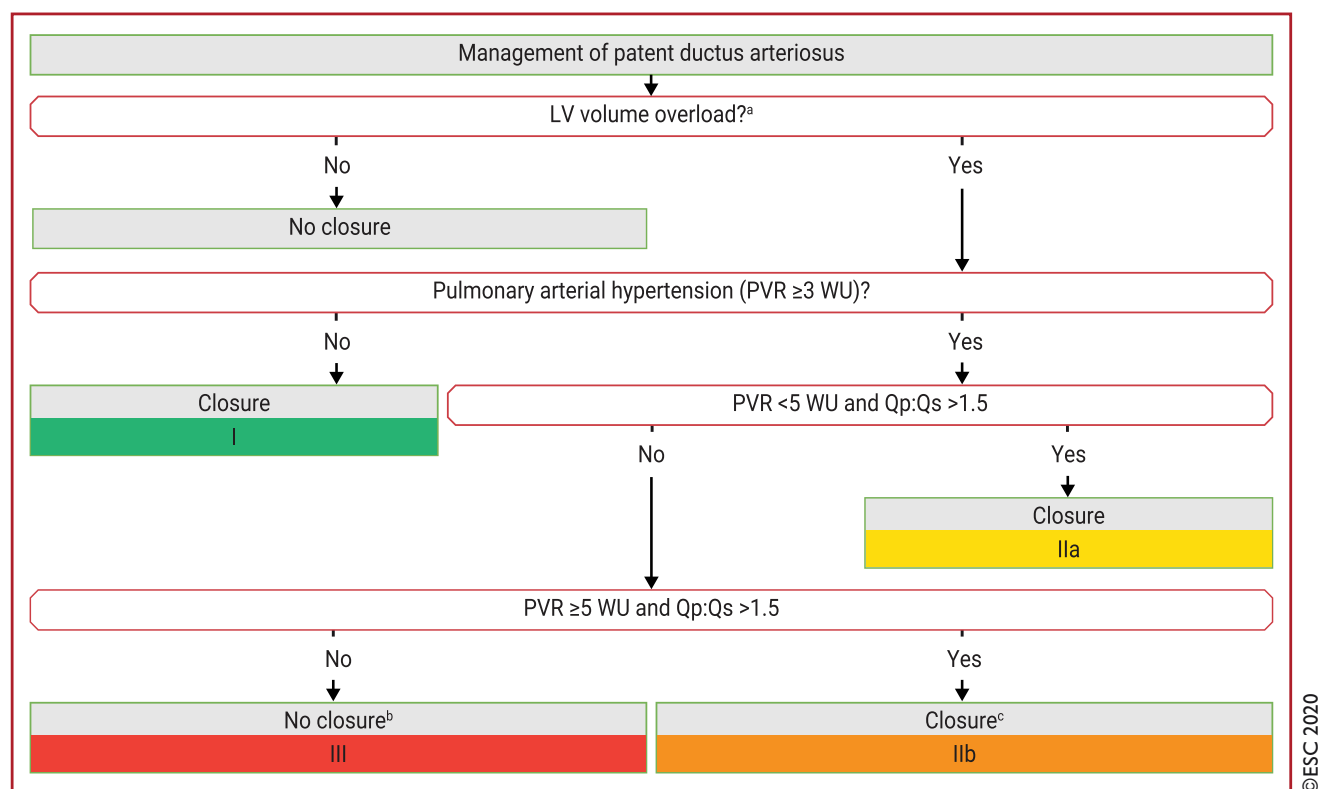 Management of patent ductus arteriosus
LV volume overload?ᵃ
No
Yes
No closure
Pulmonary arterial hypertension (PVR ≥3 WU)?
No
Yes
Closure
I
PVR <5 WU and Qp:Qs >1.5
No
Yes
Closure
IIa
PVR ≥5 WU and Qp:Qs >1.5
No
Yes
No closureᵇ
III
Closureᶜ
IIb
©ESC 2020